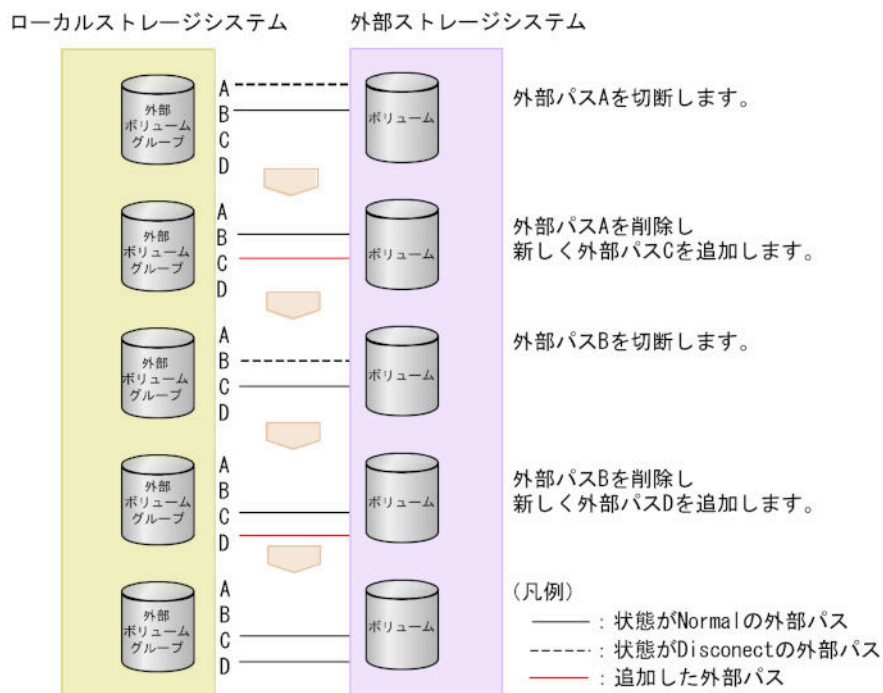 ローカルストレージシステム
外部ストレージシステム
外部
ボリューム
グループ
A
B
C
D
ボリューム
外部パスAを切断します。
外部
ボリューム
グループ
A
B
C
D
ボリューム
外部パスAを削除し
新しく外部パスCを追加します。
外部
ボリューム
グループ
A
B
C
D
ボリューム
外部パスBを切断します。
外部
ボリューム
グループ
A
B
C
D
ボリューム
外部パスBを削除し
新しく外部パスDを追加します。
外部
ボリューム
グループ
A
B
C
D
ボリューム
(凡例)
：状態がNormalの外部パス
：状態がDisconectの外部パス
：追加した外部パス